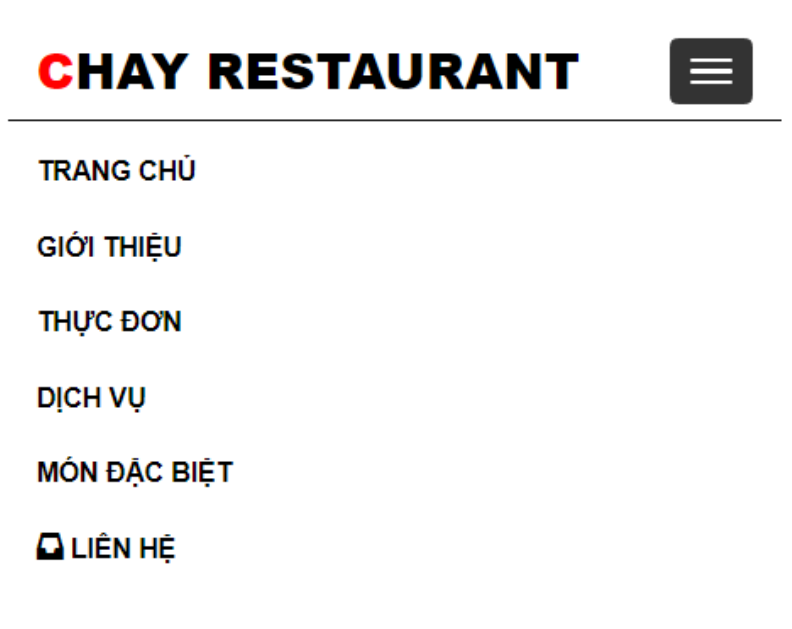 CHAY RESTAURANT
TRANG CHỦ
GIỚI THIỆU
THỰC ĐƠN
DỊCH VỤ
MÓN ĐẶC BIỆT
LIÊN HỆ